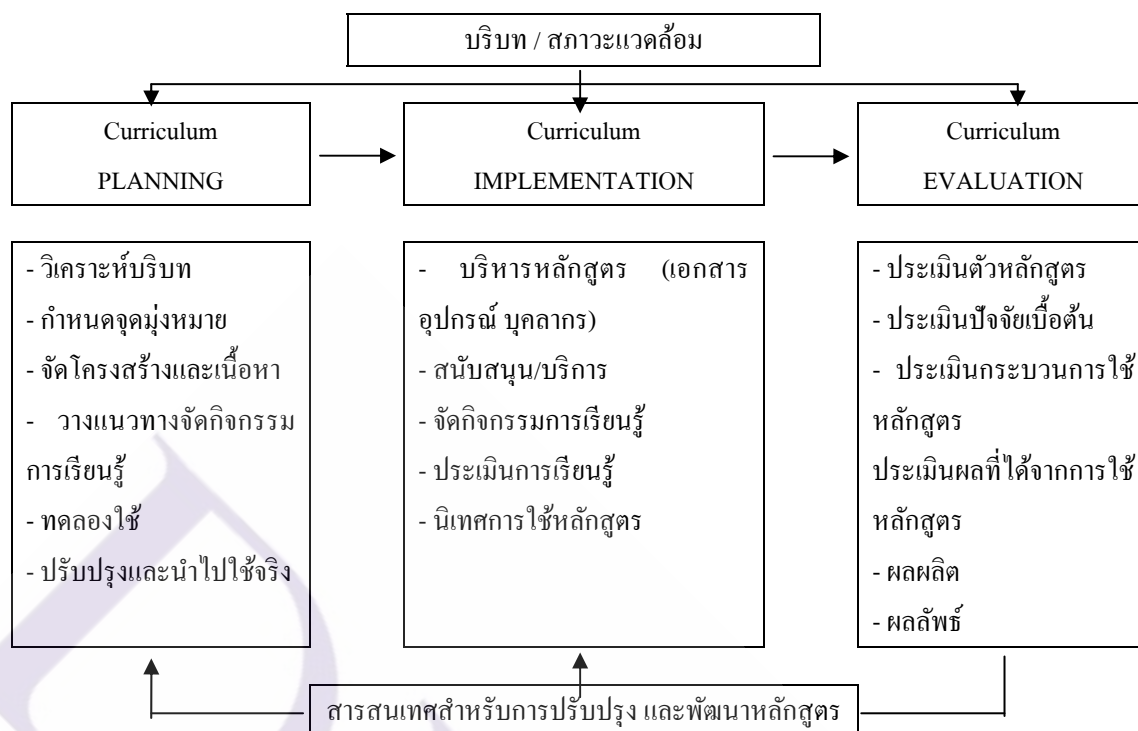 บริบท / สภาวะแวดล้อม
Curriculum
PLANNING
Curriculum
IMPLEMENTATION
Curriculum
EVALUATION
- วิเคราะห์บริบท
- กำหนดจุดมุ่งหมาย
- จัดโครงสร้างและเนื้อหา
- วางแนวทางจัดกิจกรรม
การเรียนรู้
- ทดลองใช้
- ปรับปรุงและนำไปใช้จริง
- บริหารหลักสูตร (เอกสาร
อุปกรณ์ บุคลากร)
- สนับสนุน/บริการ
- จัดกิจกรรมการเรียนรู้
- ประเมินการเรียนรู้
- นิเทศการใช้หลักสูตร
- ประเมินตัวหลักสูตร
- ประเมินปัจจัยเบื้อต้น
- ประเมินกระบวนการใช้
หลักสูตร
ประเมินผลที่ได้จากการใช้
หลักสูตร
- ผลผลิต
- ผลลัพธ์
สารสนเทศสำหรับการปรับปรุง และพัฒนาหลักสูตร